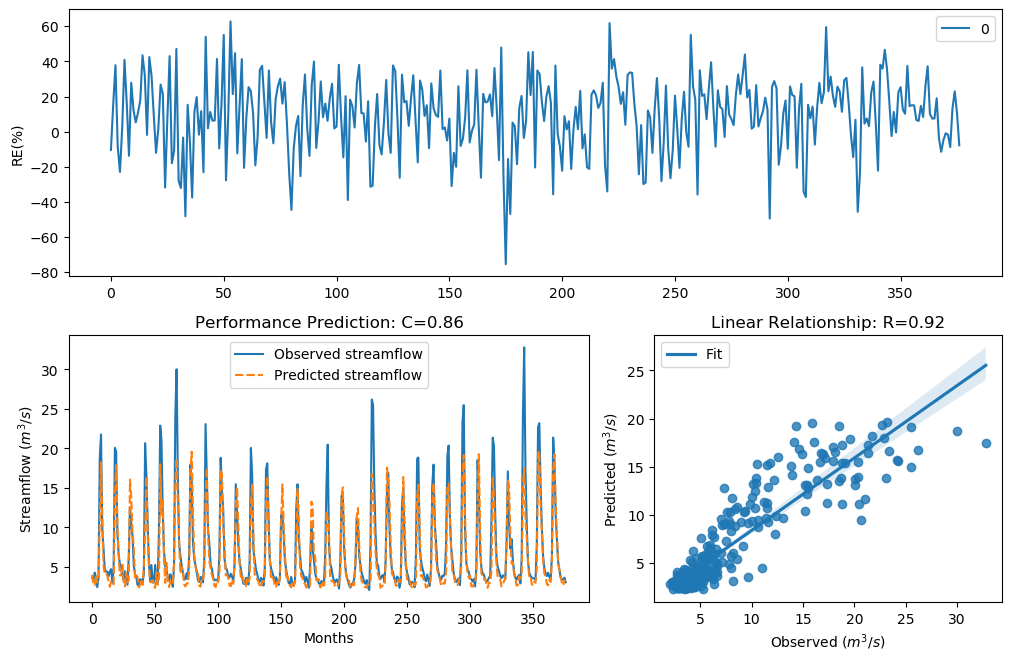 60
40
20
0
−20
−40
−60
−80
RE(%)
0
0 50 100 150 200 250 300 350
Performance Prediction: C=0.86
Observed streamflow
Predicted streamflow
30
25
20
15
10
5
Streamflow (m³/s)
0 50 100 150 200 250 300 350
Months
Linear Relationship: R=0.92
Fit
25
20
15
10
5
Predicted (m³/s)
5 10 15 20 25 30
Observed (m³/s)